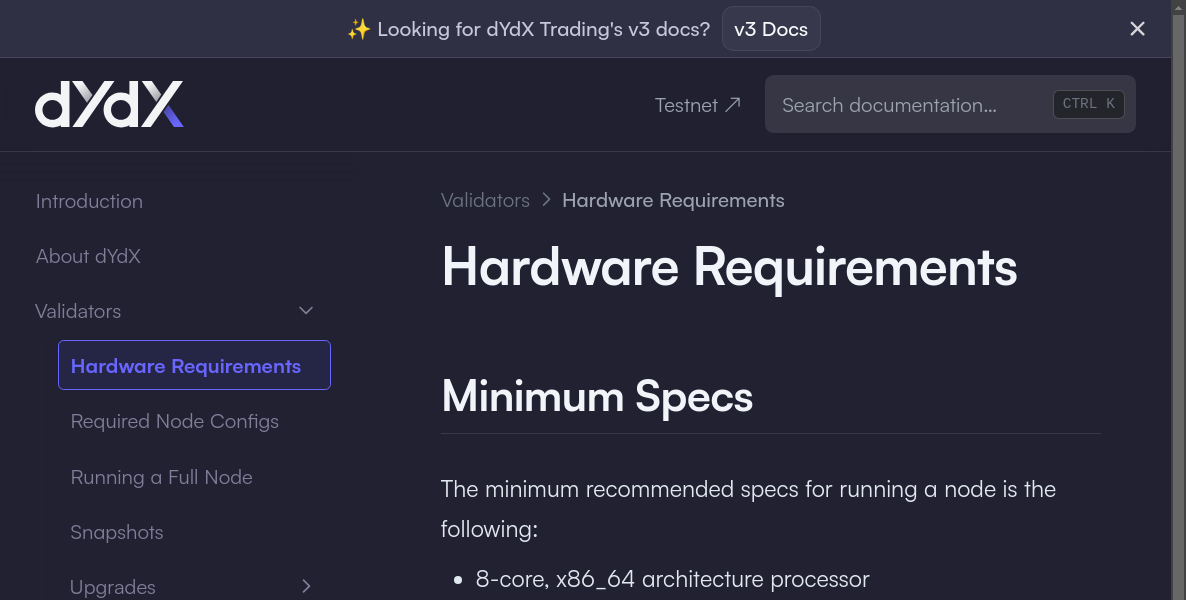 ✨ Looking for dYdX Trading's v3 docs? v3 Docs
dYdX
Testnet
Search documentation...
CTRL K
Introduction
About dYdX
Validators
Hardware Requirements
Required Node Configs
Running a Full Node
Snapshots
Upgrades
Validators > Hardware Requirements
Hardware Requirements
Minimum Specs
The minimum recommended specs for running a node is the
following:
• 8-core, x86_64 architecture processor